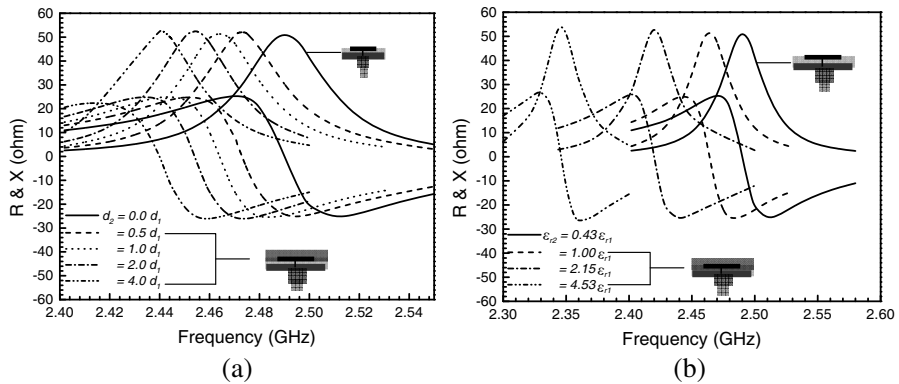 (a)
R & X (ohm)
60
50
40
30
20
10
0
-10
-20
-30
-40
-50
-60
d₂ = 0.0 d₁
= 0.5 d₁
= 1.0 d₁
= 2.0 d₁
= 4.0 d₁
2.40 2.42 2.44 2.46 2.48 2.50 2.52 2.54
Frequency (GHz)
(a)
(b)
R & X (ohm)
60
50
40
30
20
10
0
-10
-20
-30
-40
-50
-60
εr2 = 0.43 εr1
= 1.00 εr1
= 2.15 εr1
= 4.53 εr1
2.30 2.35 2.40 2.45 2.50 2.55 2.60
Frequency (GHz)
(b)